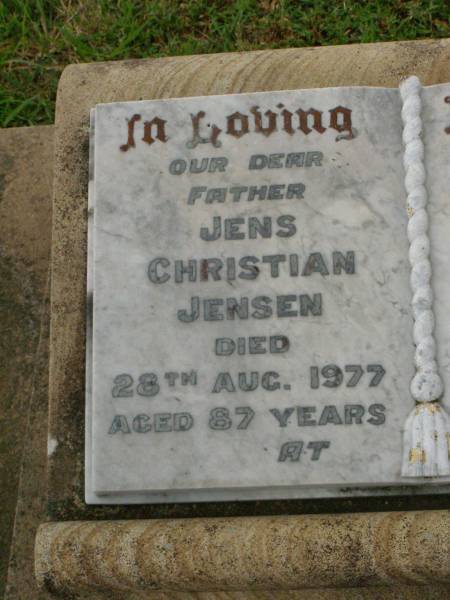 In Loving
OUR DEAR
FATHER
JENS
CHRISTIAN
JENSEN
DIED
28TH AUG. 1977
AGED 87 YEARS
AT